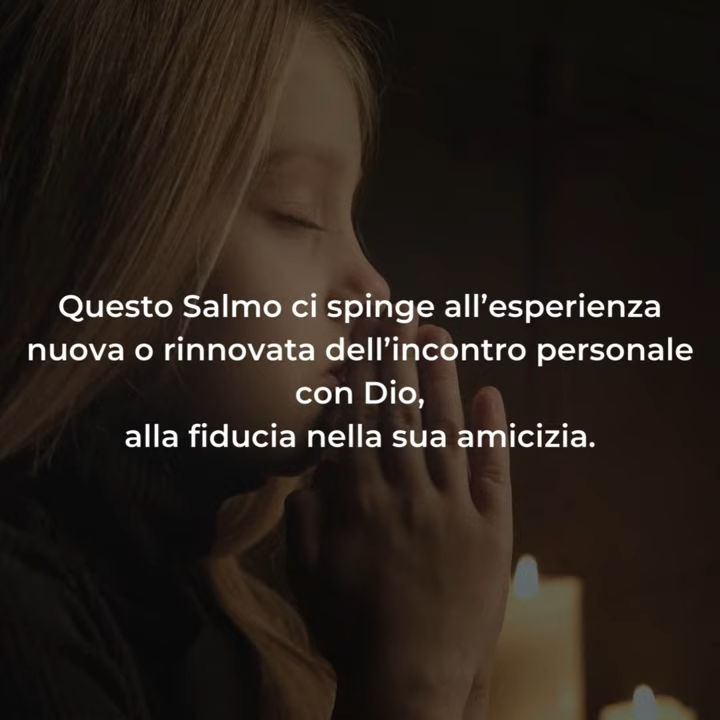 Questo Salmo ci spinge all’esperienza
nuova o rinnovata dell’incontro personale
con Dio,
alla fiducia nella sua amicizia.